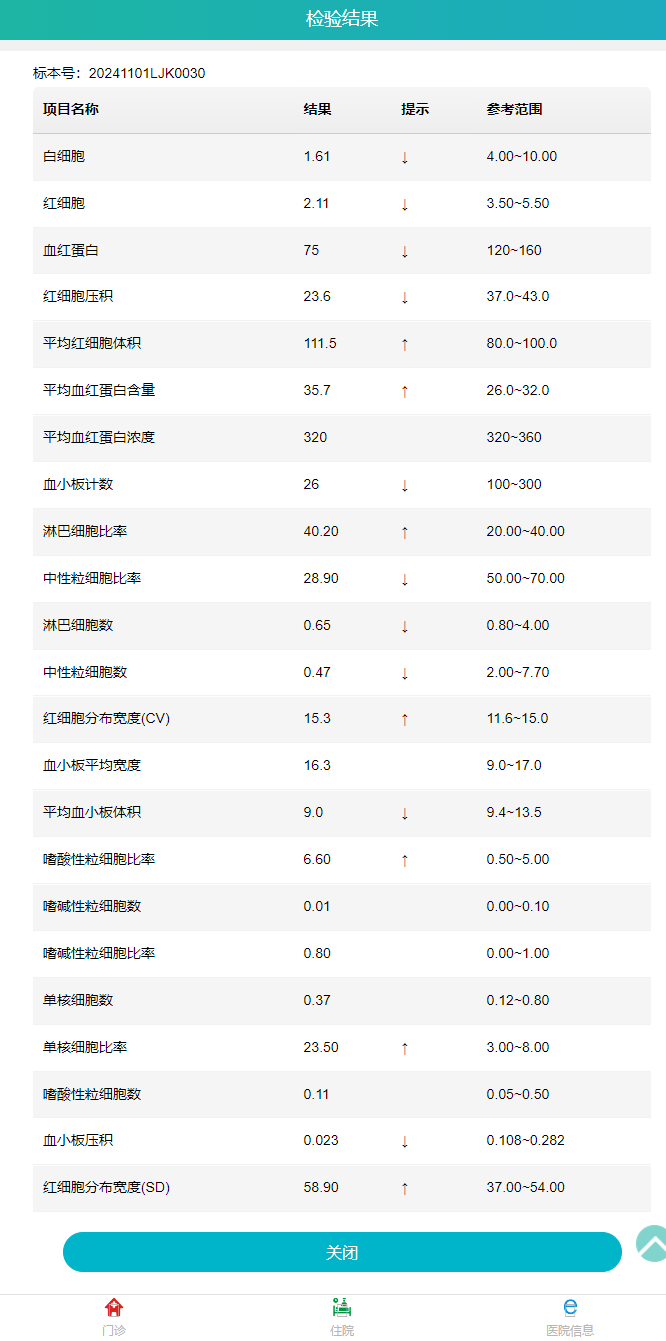 检验结果
标本号：20241101LJK0030
项目名称 结果 提示 参考范围
白细胞 1.61 ↓ 4.00~10.00
红细胞 2.11 ↓ 3.50~5.50
血红蛋白 75 ↓ 120~160
红细胞压积 23.6 ↓ 37.0~43.0
平均红细胞体积 111.5 ↑ 80.0~100.0
平均血红蛋白含量 35.7 ↑ 26.0~32.0
平均血红蛋白浓度 320 320~360
血小板计数 26 ↓ 100~300
淋巴细胞比率 40.20 ↑ 20.00~40.00
中性粒细胞比率 28.90 ↓ 50.00~70.00
淋巴细胞数 0.65 ↓ 0.80~4.00
中性粒细胞数 0.47 ↓ 2.00~7.70
红细胞分布宽度(CV) 15.3 ↑ 11.6~15.0
血小板平均宽度 16.3 9.0~17.0
平均血小板体积 9.0 ↓ 9.4~13.5
嗜酸性粒细胞比率 6.60 ↑ 0.50~5.00
嗜碱性粒细胞数 0.01 0.00~0.10
嗜碱性粒细胞比率 0.80 0.00~1.00
单核细胞数 0.37 0.12~0.80
单核细胞比率 23.50 ↑ 3.00~8.00
嗜酸性粒细胞数 0.11 0.05~0.50
血小板压积 0.023 ↓ 0.108~0.282
红细胞分布宽度(SD) 58.90 ↑ 37.00~54.00
关闭
门诊 住院 医院信息